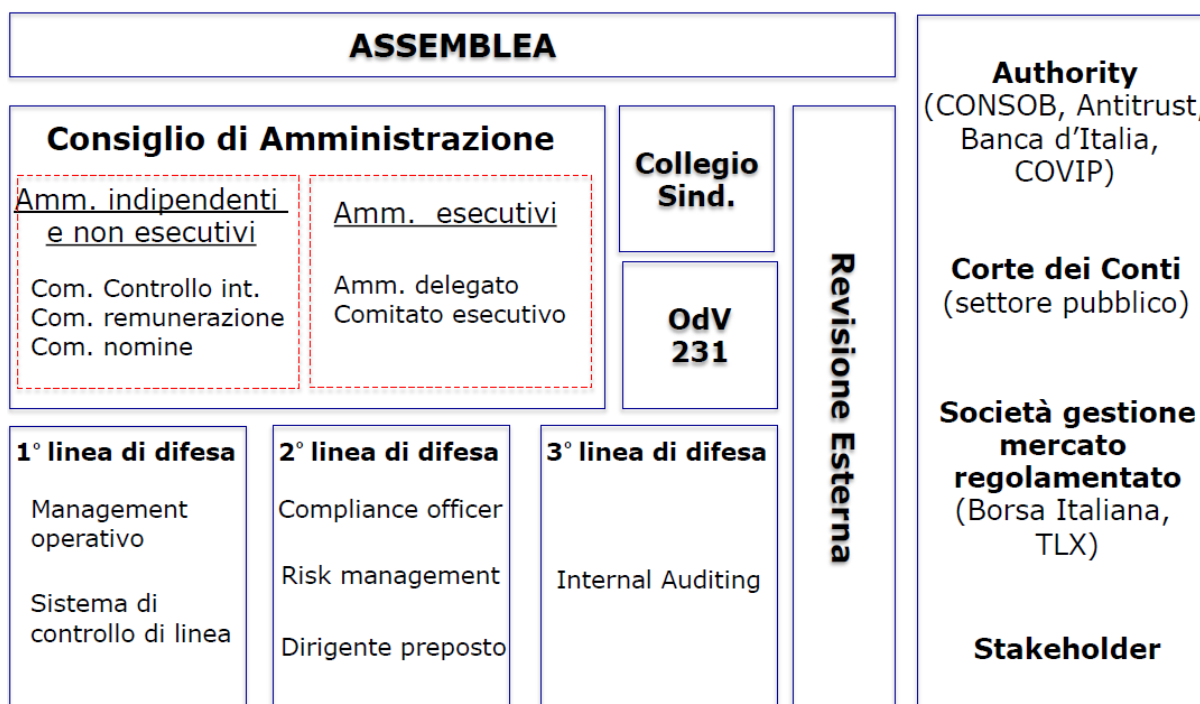 ASSEMBLEA
Consiglio di Amministrazione
Amm. indipendenti
e non esecutivi
Com. Controllo int.
Com. remunerazione
Com. nomine
Amm. esecutivi
Amm. delegato
Comitato esecutivo
Collegio
Sind.
OdV
231
1° linea di difesa
Management
operativo
Sistema di
controllo di linea
2° linea di difesa
Compliance officer
Risk management
Dirigente preposto
3° linea di difesa
Internal Auditing
Revisione Esterna
Authority
(CONSOB, Antitrust,
Banca d'Italia,
COVIP)
Corte dei Conti
(settore pubblico)
Società gestione
mercato
regolamentato
(Borsa Italiana,
TLX)
Stakeholder